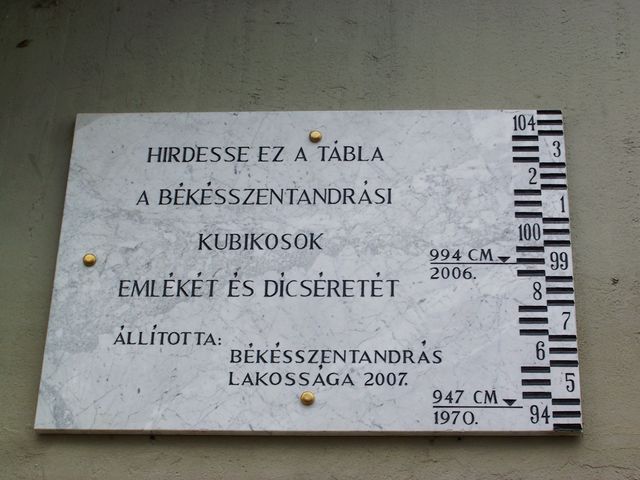 HIRDESSE EZ A TÁBLA
A BÉKÉSSZENTANDRÁSI
KUBIKOSOK
EMLÉKÉT ÉS DÍCSÉRETÉT
ÁLLÍTOTTA:
BÉKÉSSZENTANDRÁS
LAKOSSÁGA 2007.
994 CM
2006.
947 CM
1970.
104
3
2
1
100
99
8
7
6
5
94